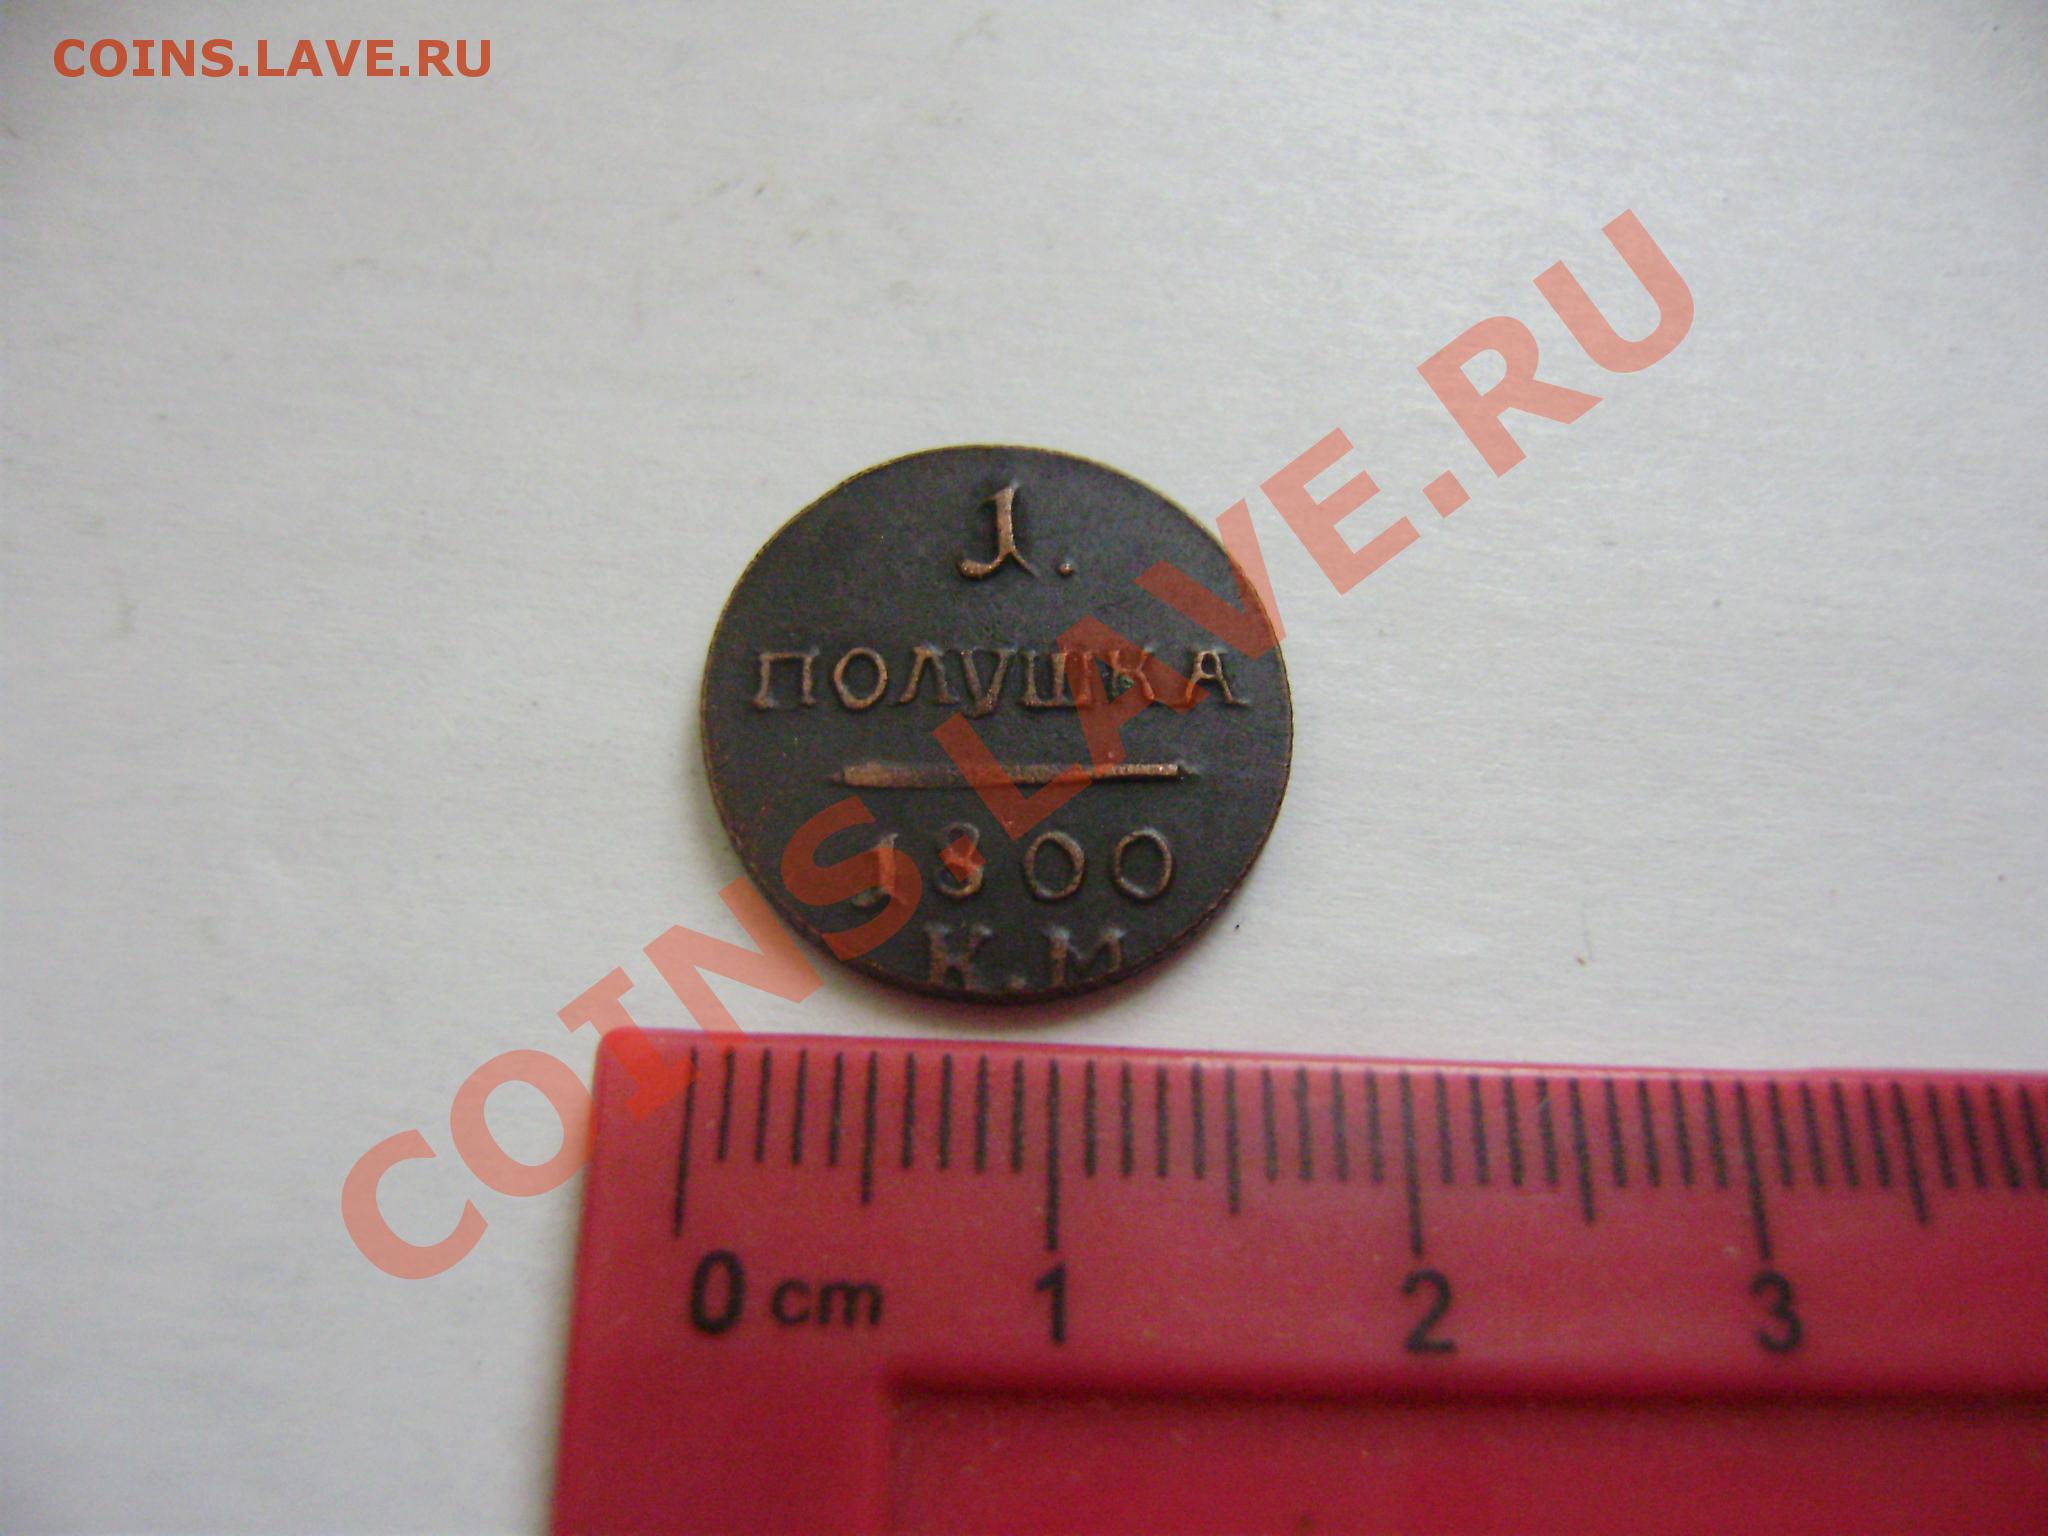 COINS.LAVE.RU
1.
ПОЛУШКА
1800
К.М
COINS.LAVE.RU
0 cm 1 2 3